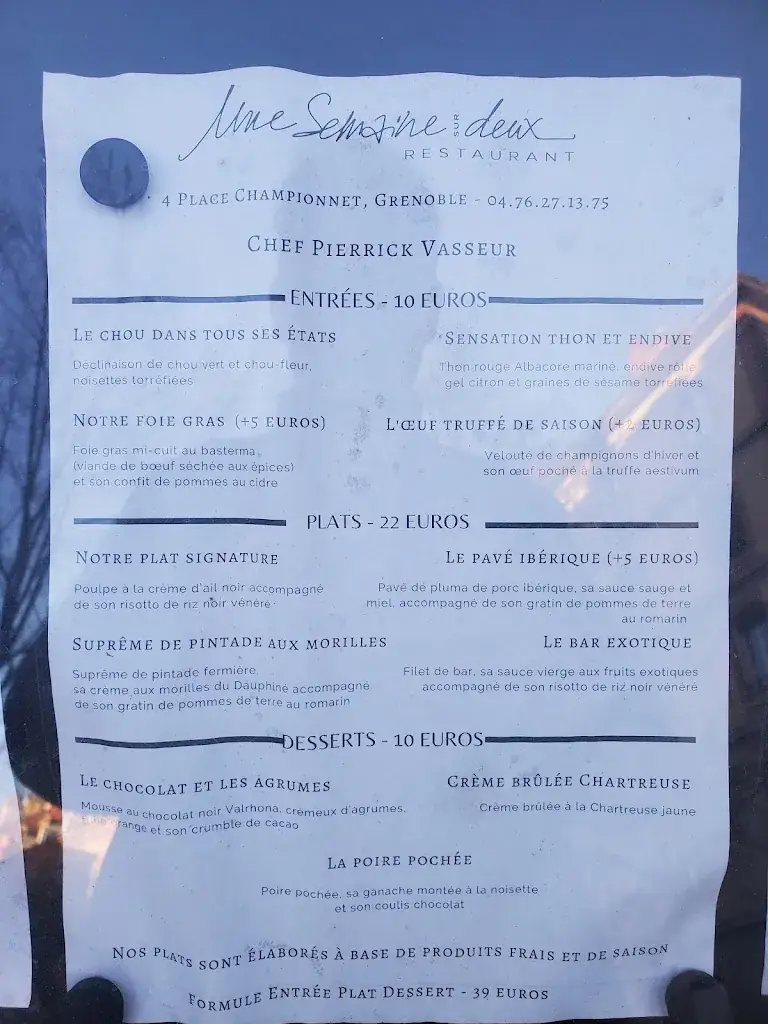 Une Semaine SUR deux
RESTAURANT
4 PLACE CHAMPIONNET, GRENOBLE - 04.76.27.13.75
CHEF PIERRICK VASSEUR
ENTRÉES - 10 EUROS
LE CHOU DANS TOUS SES ÉTATS
Déclinaison de chou vert et chou-fleur,
noisettes torréfiées
SENSATION THON ET ENDIVE
Thon rouge Albacore mariné, endive rôtie
gel citron et graines de sésame torréfiées
NOTRE FOIE GRAS (+5 EUROS)
Foie gras mi-cuit au basterma
(viande de bœuf séchée aux épices)
et son confit de pommes au cidre
L'ŒUF TRUFFÉ DE SAISON (+2 EUROS)
Velouté de champignons d'hiver et
son œuf poché à la truffe aestivum
PLATS - 22 EUROS
NOTRE PLAT SIGNATURE
Poulpe à la crème d'ail noir accompagné
de son risotto de riz noir vénéré
LE PAVÉ IBÉRIQUE (+5 EUROS)
Pavé de pluma de porc ibérique, sa sauce sauge et
miel, accompagné de son gratin de pommes de terre
au romarin
SUPRÊME DE PINTADE AUX MORILLES
Suprême de pintade fermière,
sa crème aux morilles du Dauphiné accompagné
de son gratin de pommes de terre au romarin
LE BAR EXOTIQUE
Filet de bar, sa sauce vierge aux fruits exotiques
accompagné de son risotto de riz noir vénéré
DESSERTS - 10 EUROS
LE CHOCOLAT ET LES AGRUMES
Mousse au chocolat noir Valrhona, crémeux d'agrumes,
et son crumble de cacao
CRÈME BRÛLÉE CHARTREUSE
Crème brûlée à la Chartreuse jaune
LA POIRE POCHÉE
Poire pochée, sa ganache montée à la noisette
et son coulis chocolat
NOS PLATS SONT ÉLABORÉS À BASE DE PRODUITS FRAIS ET DE SAISON
FORMULE ENTRÉE PLAT DESSERT - 39 EUROS